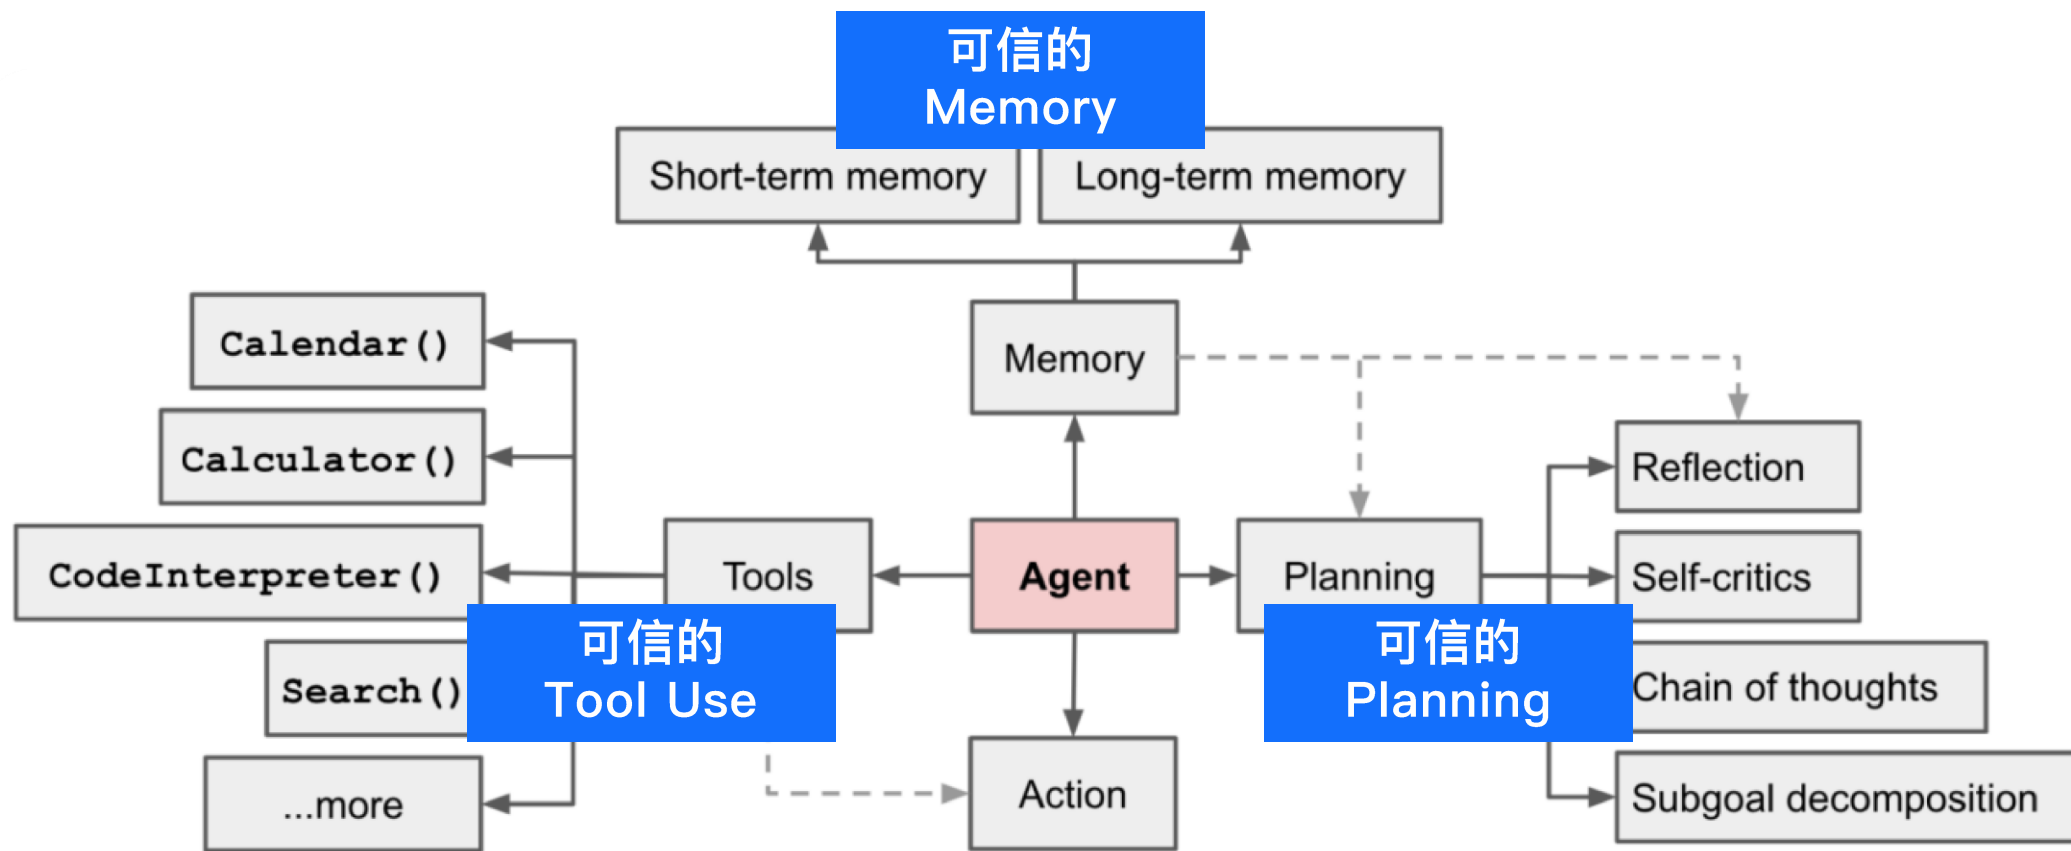 可信的
Memory
Short-term memory
Long-term memory
Calendar()
Memory
Calculator()
Reflection
CodeInterpreter()
Tools
Agent
Planning
Self-critics
可信的
Tool Use
可信的
Planning
Search()
Chain of thoughts
...more
Action
Subgoal decomposition